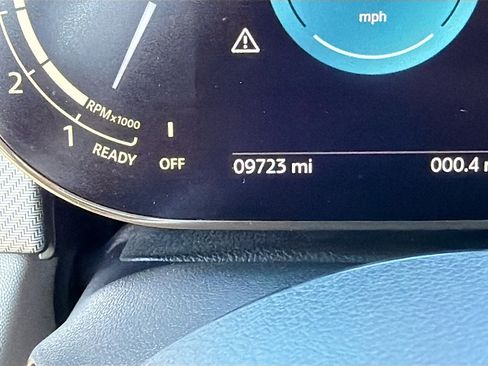 mph
2
RPMx1000
1
READY
OFF
09723 mi
000.4